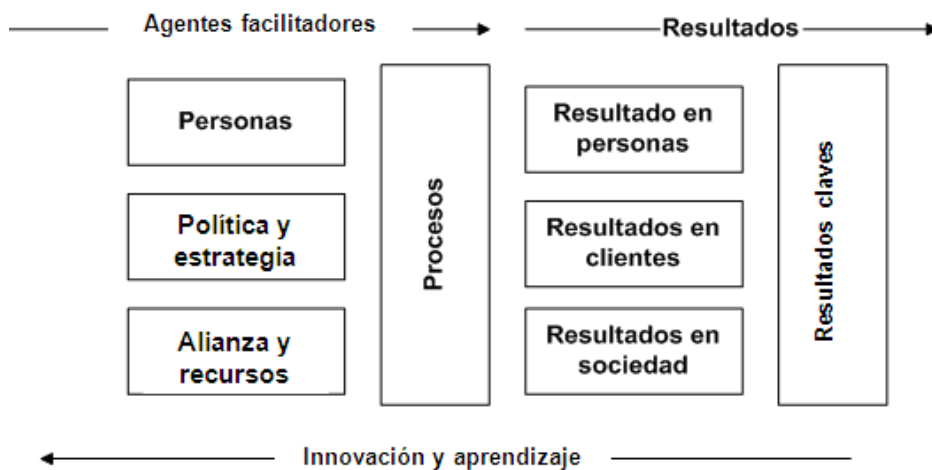 Agentes facilitadores
Resultados
Personas
Política y
estrategia
Alianza y
recursos
Procesos
Resultado en
personas
Resultados en
clientes
Resultados en
sociedad
Resultados claves
Innovación y aprendizaje